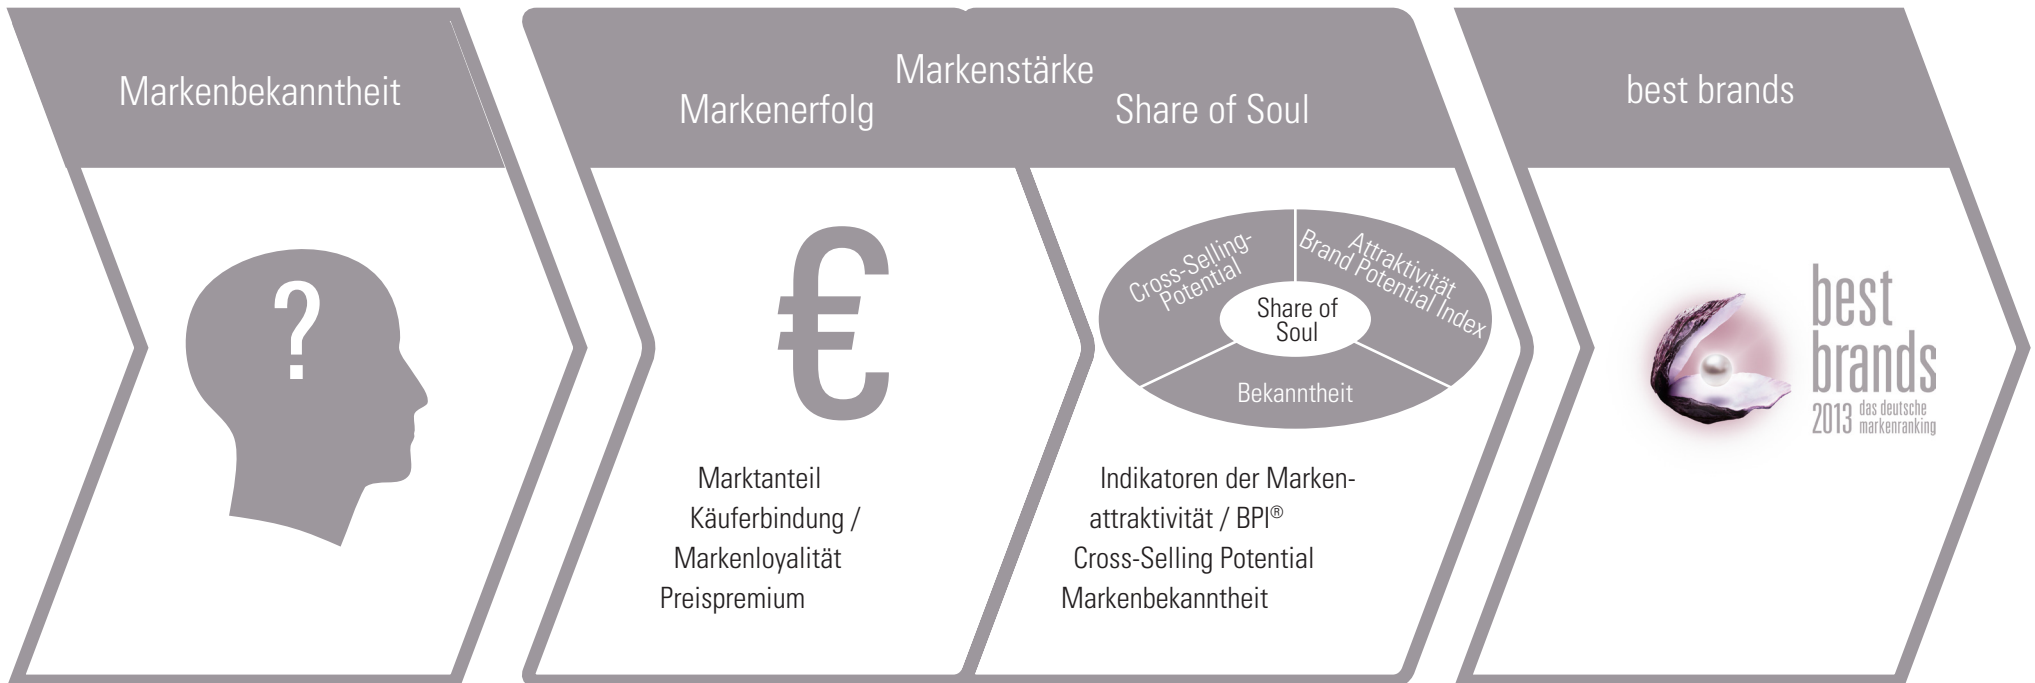 Markenbekanntheit
?
Markenstärke
Markenerfolg
Share of Soul
€
Marktanteil
Käuferbindung /
Markenloyalität
Preispremium
Cross-Selling-
Potential
Attraktivität
Brand Potential Index
Share of
Soul
Bekanntheit
Indikatoren der Marken-
attraktivität / BPI®
Cross-Selling Potential
Markenbekanntheit
best brands
best
brands
2013 das deutsche
markenranking